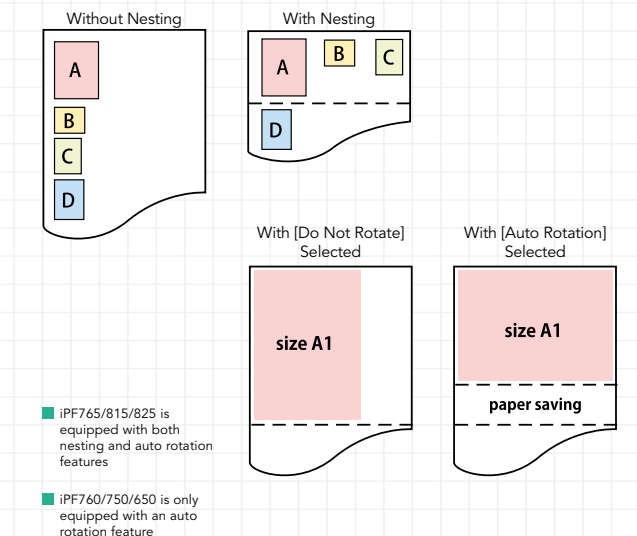 Without Nesting
A
B
C
D
With Nesting
A
B
C
D
With [Do Not Rotate]
Selected
size A1
With [Auto Rotation]
Selected
size A1
paper saving
iPF765/815/825 is
equipped with both
nesting and auto rotation
features
iPF760/750/650 is only
equipped with an auto
rotation feature